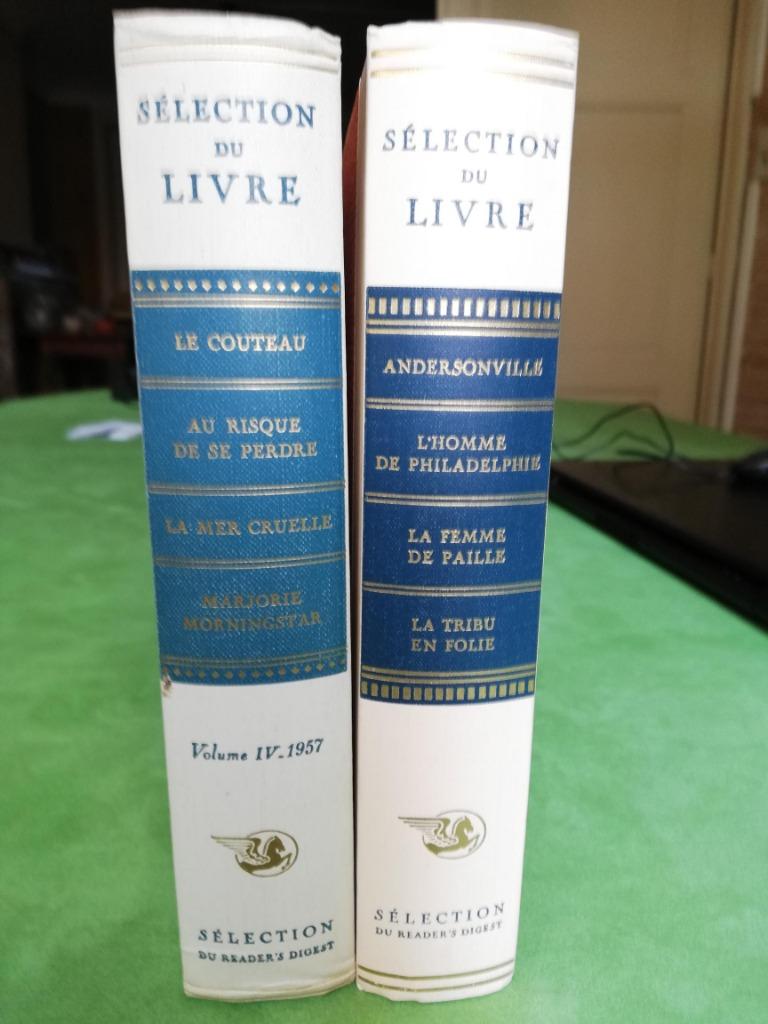 SÉLECTION
DU
LIVRE
LE COUTEAU
AU RISQUE
DE SE PERDRE
LA MER CRUELLE
MARJORIE
MORNINGSTAR
Volume IV-1957
SÉLECTION
DU READER'S DIGEST
SÉLECTION
DU
LIVRE
ANDERSONVILLE
L'HOMME
DE PHILADELPHIE
LA FEMME
DE PAILLE
LA TRIBU
EN FOLIE
SÉLECTION
DU READER'S DIGEST